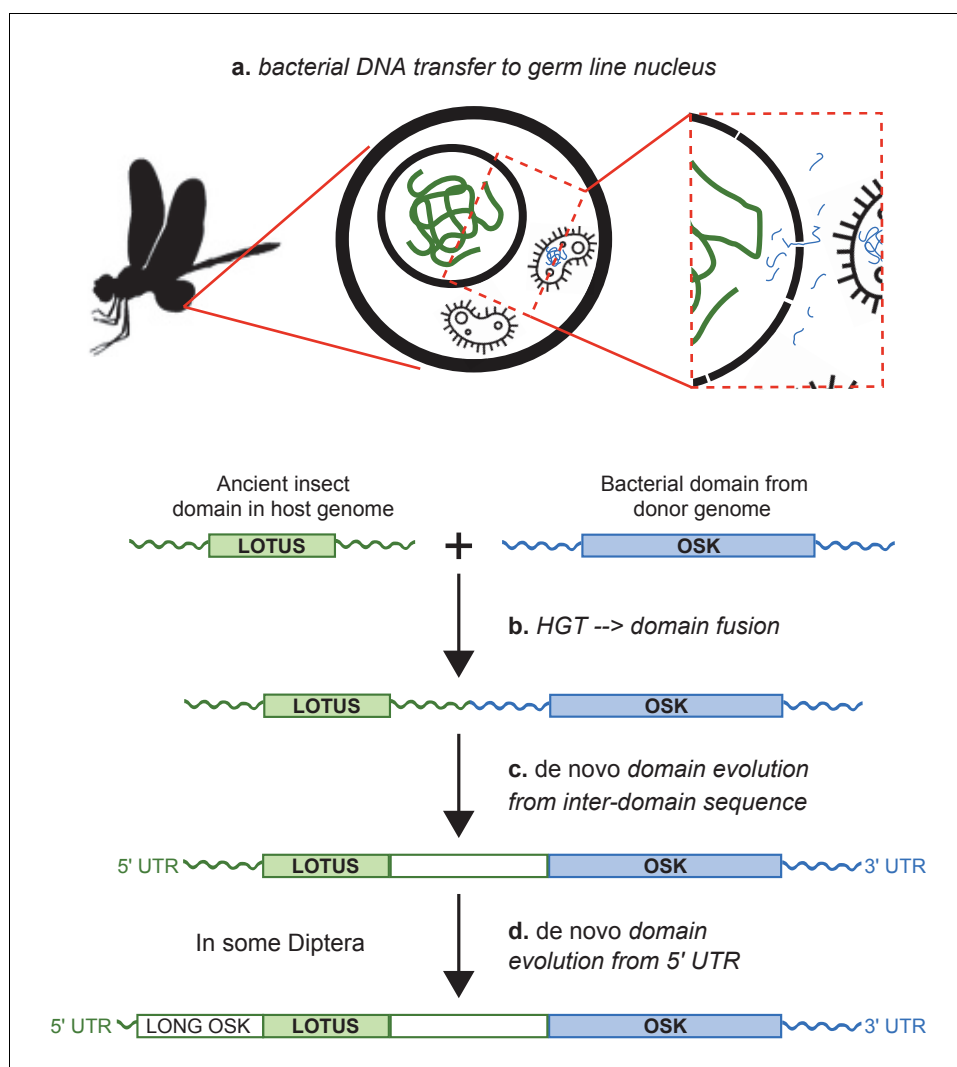 a. bacterial DNA transfer to germ line nucleus
Ancient insect
domain in host genome
Bacterial domain from
donor genome
LOTUS
+
OSK
b. HGT --> domain fusion
LOTUS
OSK
c. de novo domain evolution
from inter-domain sequence
5' UTR
LOTUS
OSK
3' UTR
In some Diptera
d. de novo domain
evolution from 5' UTR
5' UTR
LONG OSK
LOTUS
OSK
3' UTR